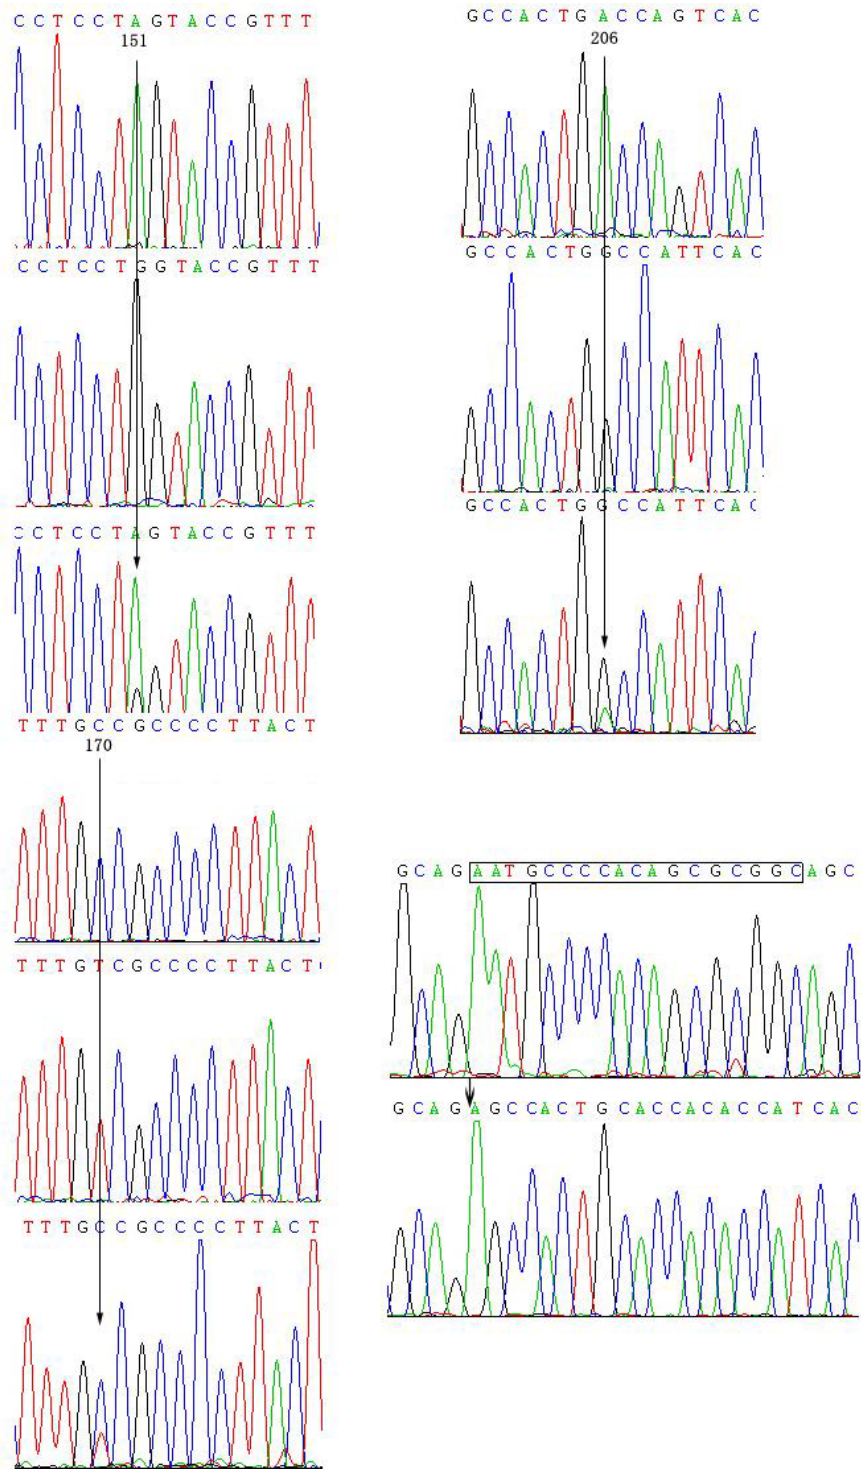 C C T C C T A G T A C C G T T T
151
C C T C C T G G T A C C G T T T
C C T C C T A G T A C C G T T T
T T T G C C G C C C C T T A C T
170
T T T G T C G C C C C T T A C T
T T T G C C G C C C C T T A C T
G C C A C T G A C C A G T C A C
206
G C C A C T G G C C A T T C A C
G C C A C T G G C C A T T C A C
G C A G A A T G C C C C A C A G C G C G G C A G C
G C A G A G C C A C T G C A C C A C A C C A T C A C